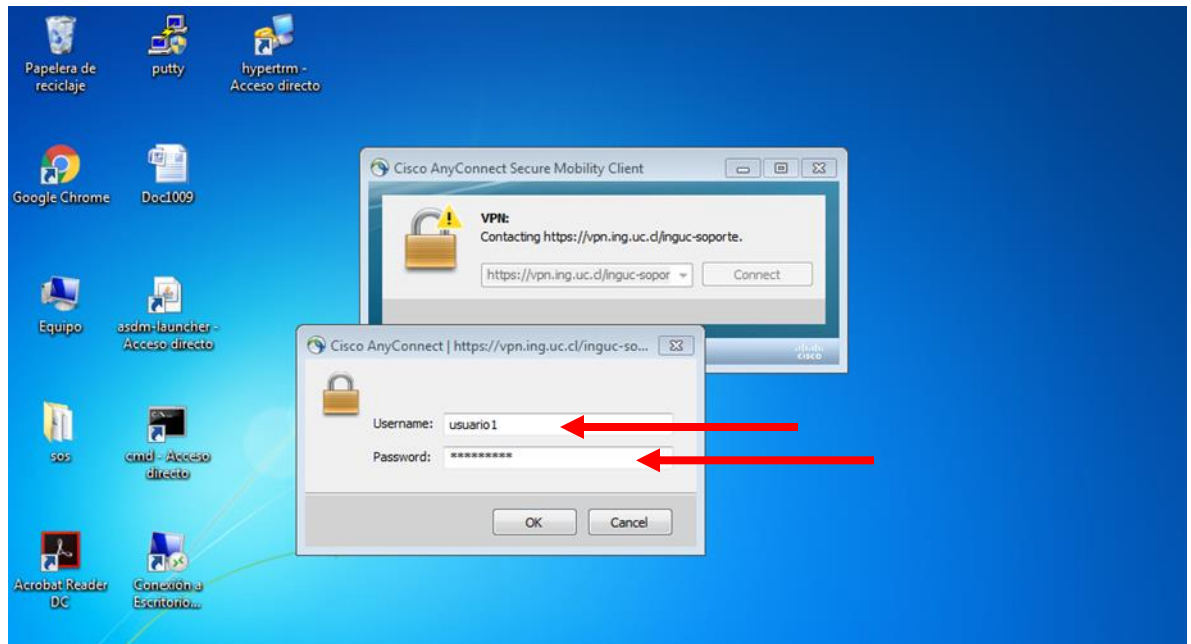 Papelera de
reciclaje
putty
hypertrm -
Acceso directo
Google Chrome
Doc1009
Equipo
asdm-launcher -
Acceso directo
sos
cmd - Acceso
directo
Acrobat Reader
DC
Conexión a
Escritorio...
Cisco AnyConnect Secure Mobility Client
VPN:
Contacting https://vpn.ing.uc.cl/inguc-soporte.
https://vpn.ing.uc.cl/inguc-sopor
Connect
cisco
Cisco AnyConnect | https://vpn.ing.uc.cl/inguc-so...
Username: usuario1
Password: *********
OK Cancel